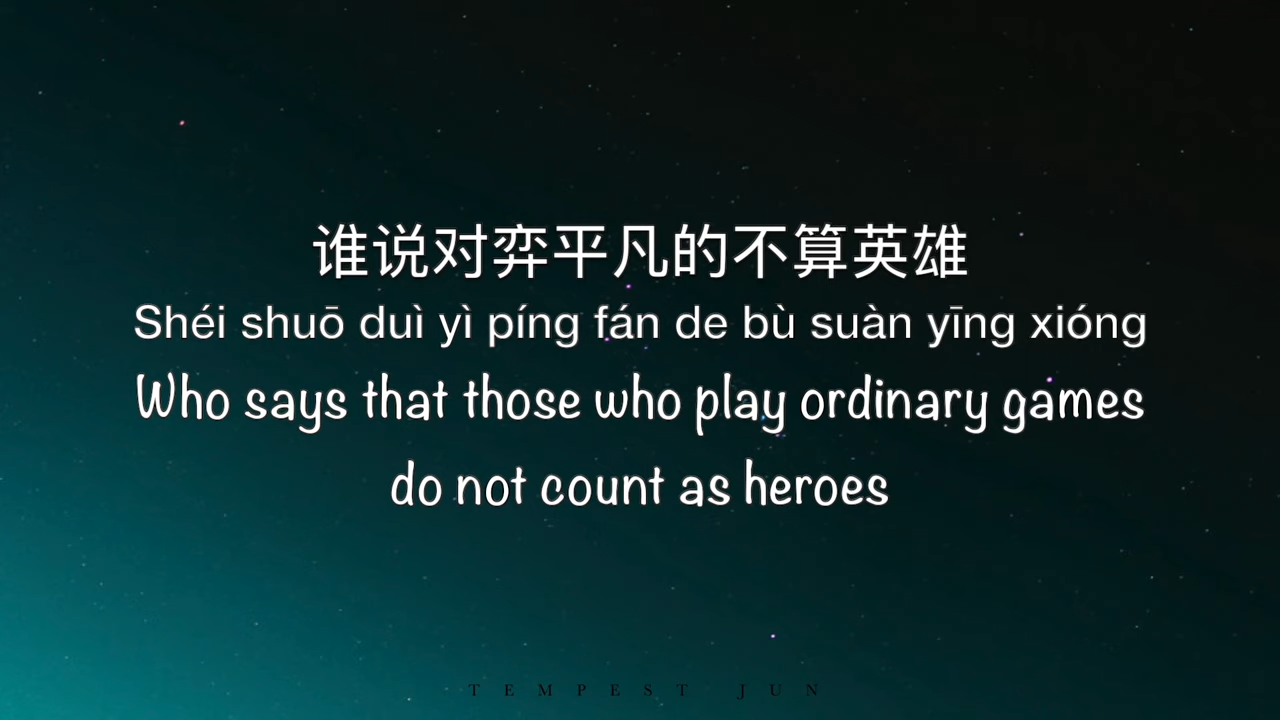 谁说对弈平凡的不算英雄
Shéi shuō duì yì píng fán de bù suàn yīng xióng
Who says that those who play ordinary games
do not count as heroes
TEMPEST JUN